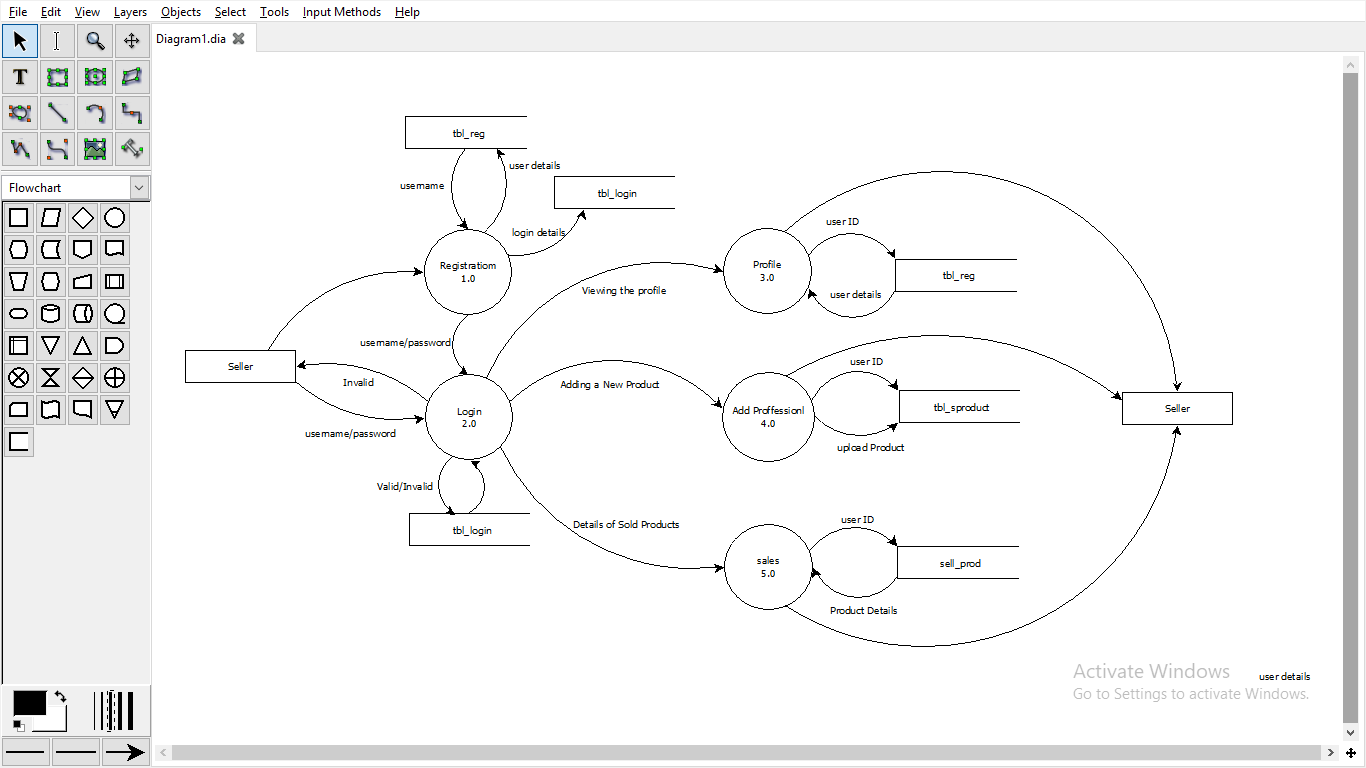 File Edit View Layers Objects Select Tools Input Methods Help
Diagram1.dia
T
Flowchart
tbl_reg
username
user details
tbl_login
login details
Registratiom
1.0
Seller
username/password
Invalid
username/password
Login
2.0
Valid/Invalid
tbl_login
Viewing the profile
Adding a New Product
Details of Sold Products
Profile
3.0
user ID
tbl_reg
user details
Add Proffessionl
4.0
user ID
tbl_sproduct
upload Product
sales
5.0
user ID
sell_prod
Product Details
Seller
Activate Windows
Go to Settings to activate Windows.
user details